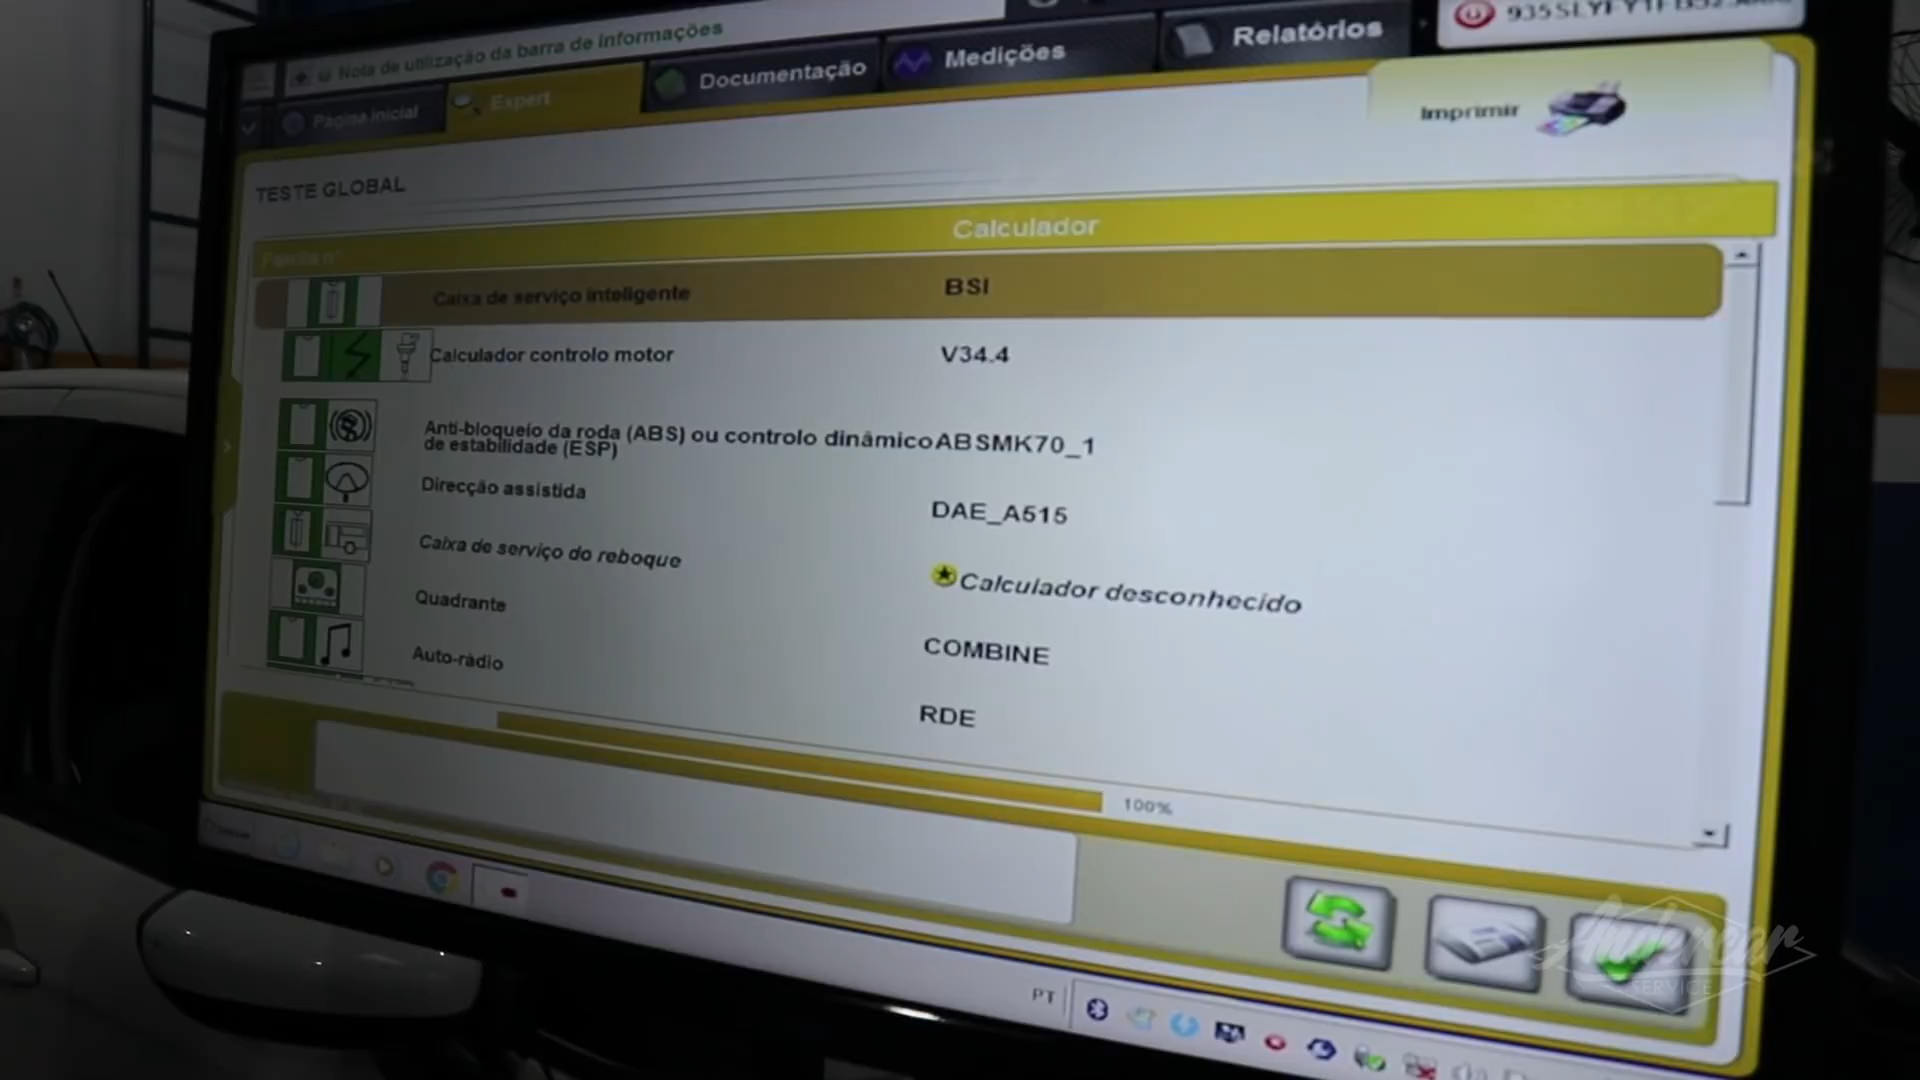 Nota de utilização da barra de informações
Página inicial
Expert
Documentação
Medições
Relatórios
Imprimir
TESTE GLOBAL
Calculador
Caixa de serviço inteligente
BSI
Calculador controlo motor
V34.4
Anti-bloqueio da roda (ABS) ou controlo dinâmico
de estabilidade (ESP)
ABSMK70_1
Direcção assistida
DAE_A515
Caixa de serviço do reboque
Calculador desconhecido
Quadrante
COMBINE
Auto-rádio
RDE
100%
PT
Andercar
SERVICE